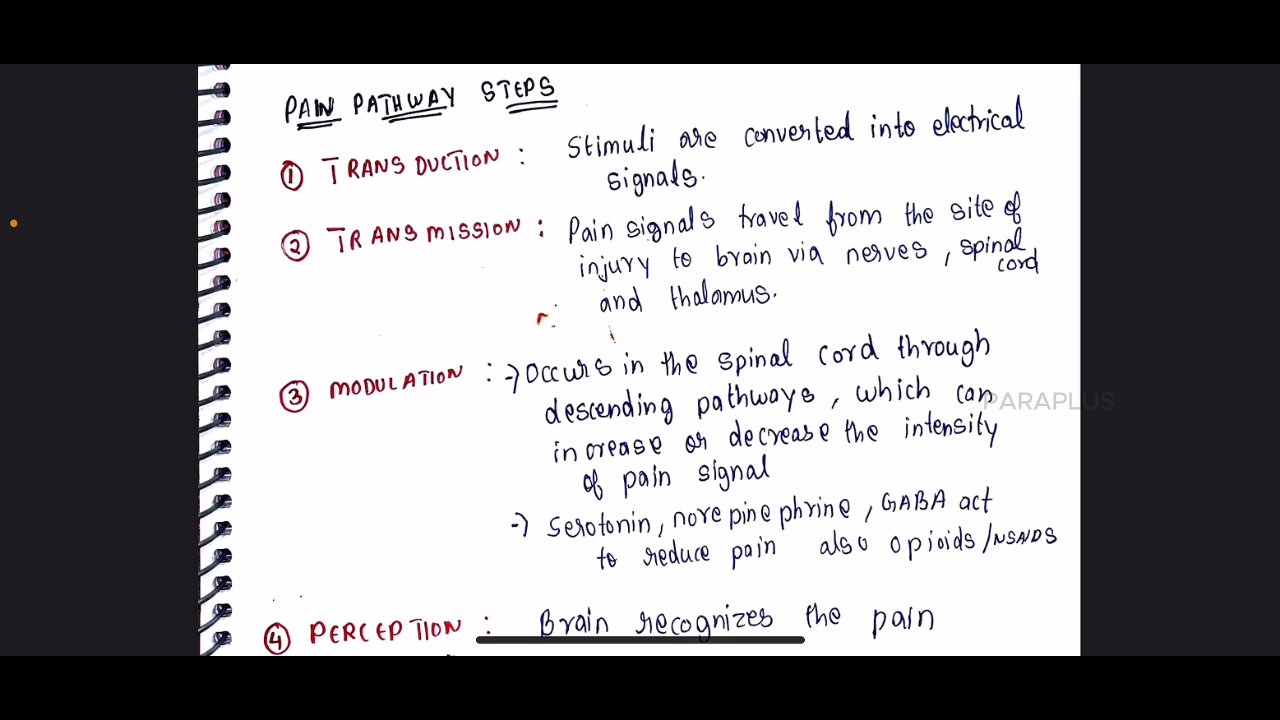 PAIN PATHWAY STEPS
① TRANSDUCTION : Stimuli are converted into electrical
signals.
② TRANSMISSION : Pain signals travel from the site of
injury to brain via nerves, spinal cord
and thalamus.
③ MODULATION : → Occurs in the spinal cord through
descending pathways, which can
increase or decrease the intensity
of pain signal
→ Serotonin, norepinephrine, GABA act
to reduce pain also opioids/NSAIDS
④ PERCEPTION : Brain recognizes the pain
PARAPLUS